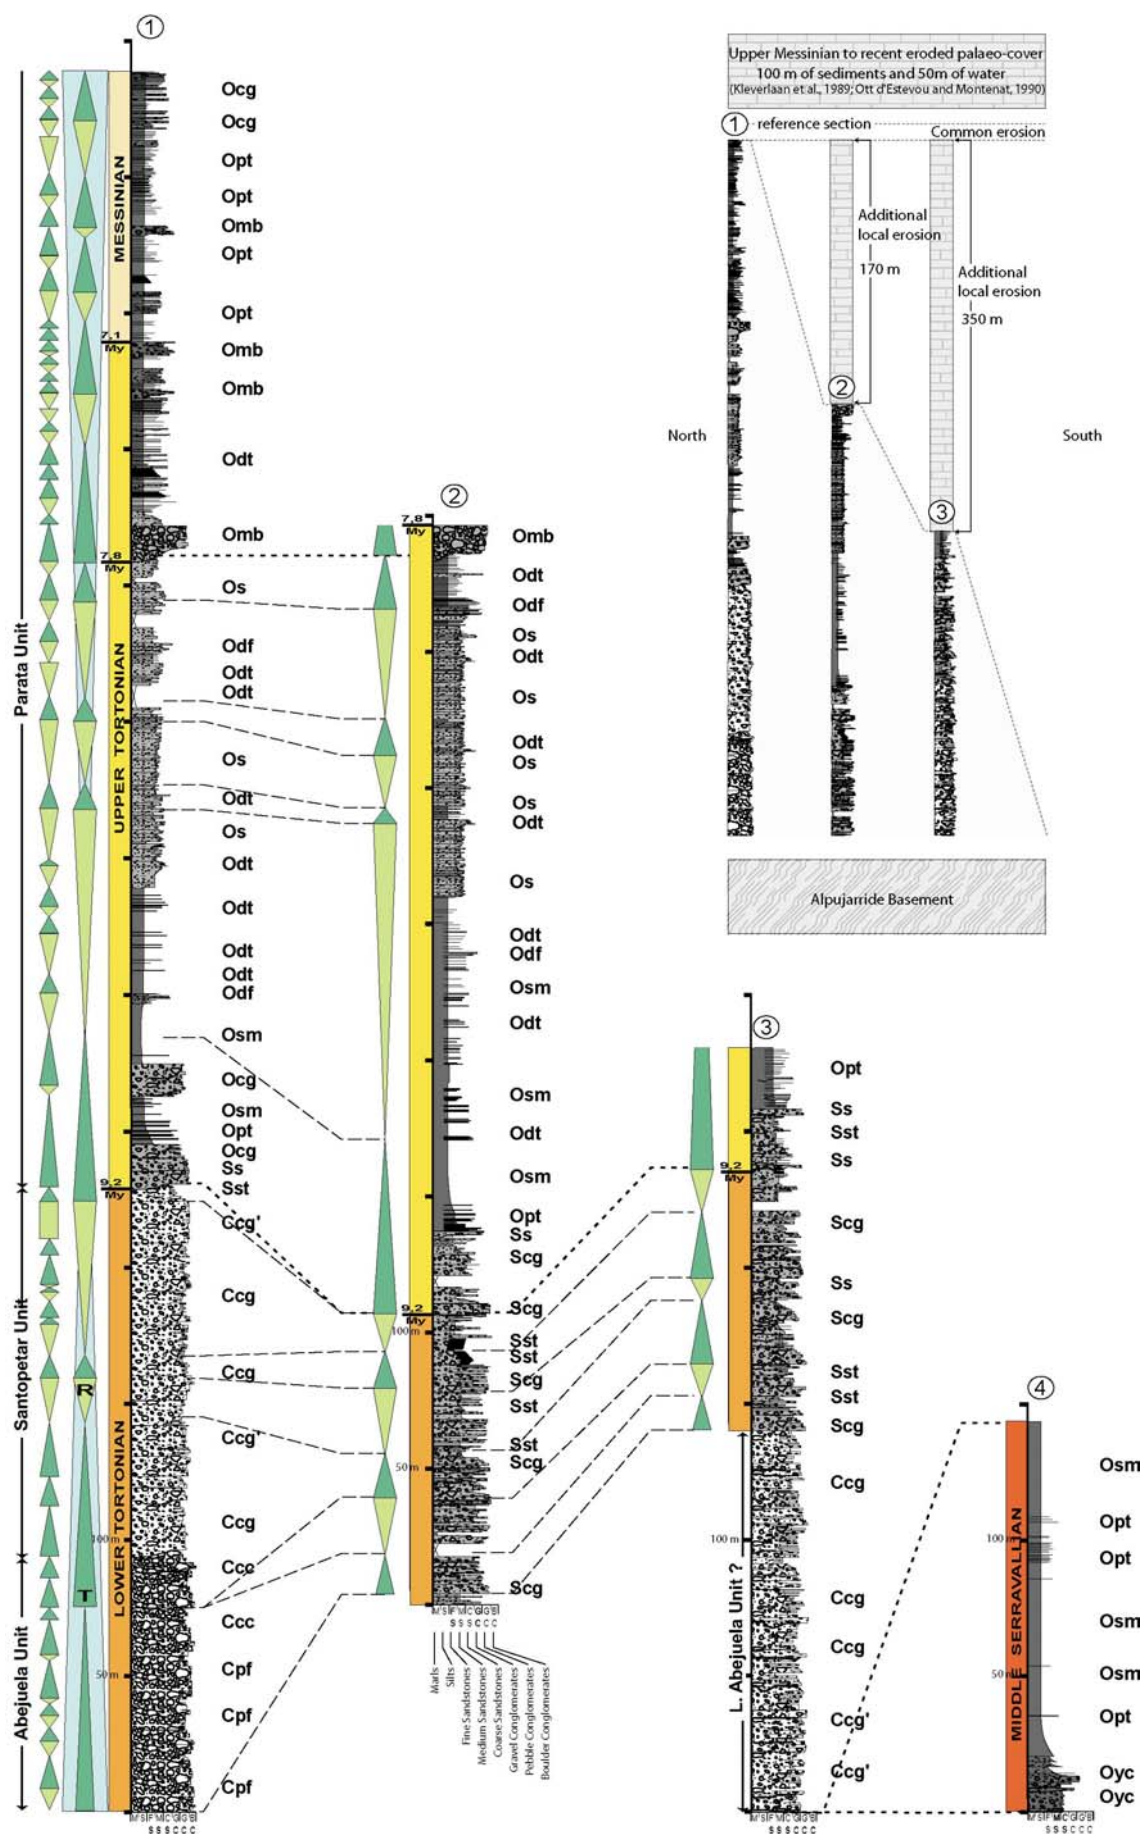 ①
Ocg
Ocg
Opt
Opt
Omb
Opt
Opt
Omb
Omb
Odt
Omb
Os
Odf
Odt
Odt
Os
Odt
Os
Odt
Odt
Odt
Odt
Odf
Osm
Ocg
Osm
Opt
Ocg
Ss
Sst
Ccg'
Ccg
Ccg
Ccg
Ccg
Ccc
Ccc
Cpf
Cpf
Cpf
MESSINIAN
7,1
My
7,8
My
UPPER TORTONIAN
9,2
My
LOWER TORTONIAN
100 m
50 m
R
T
Parata Unit
Santopetar Unit
Abejuela Unit
M S F M C G G B
S S S C C C
②
7,8
My
Omb
Odt
Odf
Os
Odt
Os
Odt
Os
Os
Odt
Os
Odt
Odf
Osm
Odt
Osm
Odt
Osm
Opt
Ss
Scg
Scg
Sst
Sst
Scg
Sst
Sst
Scg
Scg
9,2
My
100 m
50 m
M S F M C G G B
S S S C C C
Marls
Silts
Fine Sandstones
Medium Sandstones
Coarse Sandstones
Gravel Conglomerates
Pebble Conglomerates
Boulder Conglomerates
Upper Messinian to recent eroded palaeo-cover
100 m of sediments and 50m of water
(Kleverlaan et al., 1989; Ott d'Estevou and Montenat, 1990)
① reference section
Common erosion
Additional
local erosion
170 m
Additional
local erosion
350 m
②
③
North
South
Alpujarride Basement
③
Opt
Ss
Sst
Ss
Scg
Ss
Scg
Sst
Sst
Scg
Ccg
Ccg
Ccg
Ccg'
Ccg'
9,2
My
100 m
50 m
L. Abejuela Unit ?
M S F M C G G B
S S S C C C
④
Osm
Opt
Opt
Osm
Osm
Opt
Oyc
Oyc
MIDDLE SERRAVALLIAN
100 m
50 m
M S F M C G G B
S S S C C C